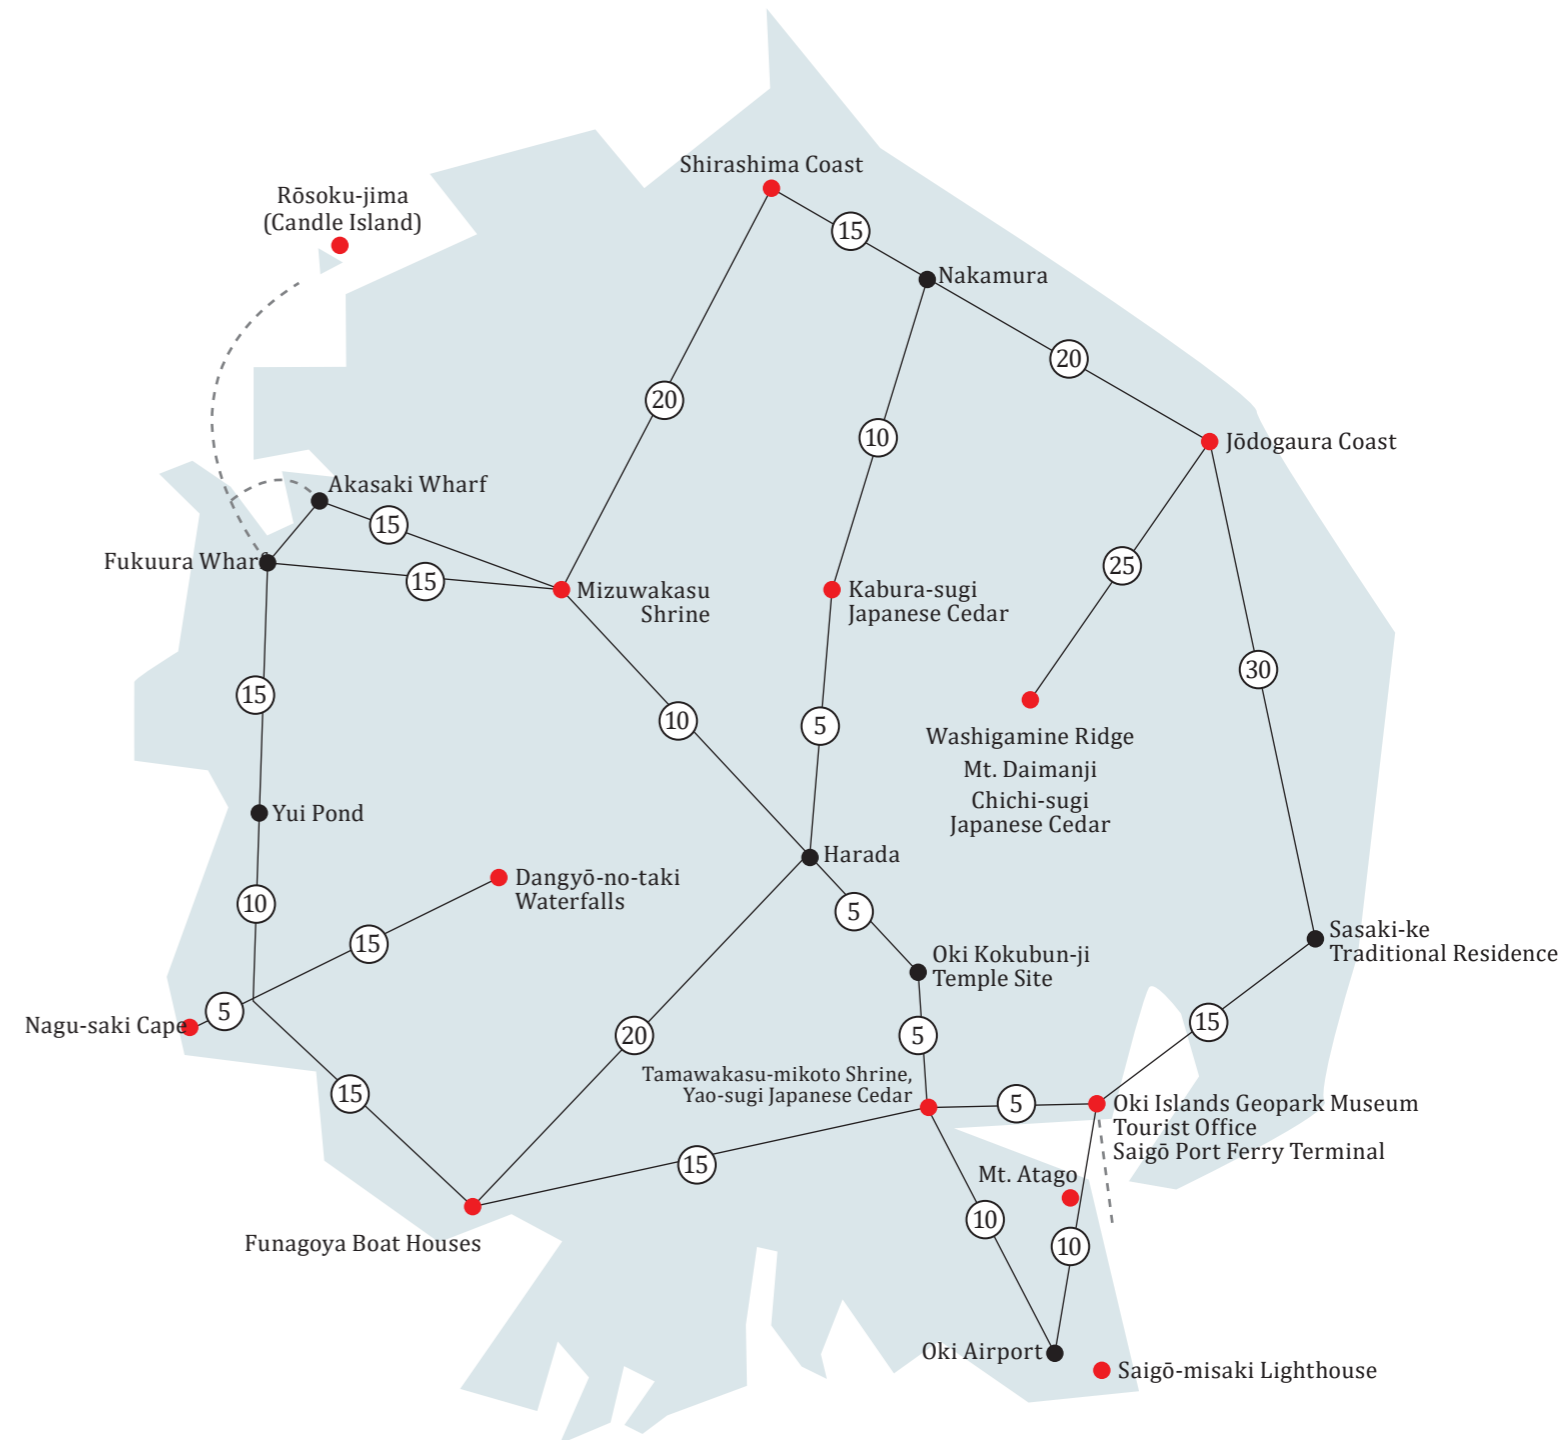 Shirashima Coast
Rōsoku-jima
(Candle Island)
15
Nakamura
20
20
10
Jōdogaura Coast
Akasaki Wharf
15
Fukuura Wharf
15
Mizuwakasu
Shrine
Kabura-sugi
Japanese Cedar
25
30
15
10
5
Washigamine Ridge
Mt. Daimanji
Chichi-sugi
Japanese Cedar
Yui Pond
Harada
Dangyō-no-taki
Waterfalls
10
5
15
Sasaki-ke
Traditional Residence
Oki Kokubun-ji
Temple Site
5
Nagu-saki Cape
15
20
5
Tamawakasu-mikoto Shrine,
Yao-sugi Japanese Cedar
15
5
Oki Islands Geopark Museum
Tourist Office
Saigō Port Ferry Terminal
15
Mt. Atago
10
10
Funagoya Boat Houses
Oki Airport
Saigō-misaki Lighthouse